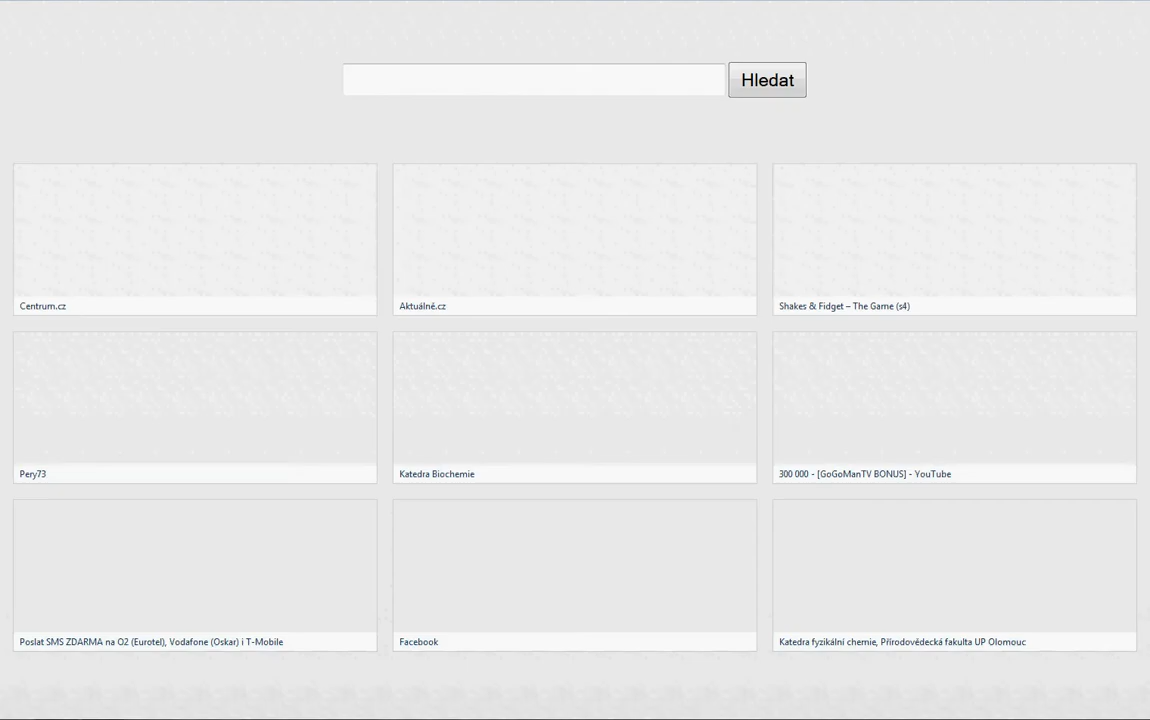 Hledat
Centrum.cz
Aktuálně.cz
Shakes & Fidget – The Game (s4)
Pery73
Katedra Biochemie
300 000 - [GoGoManTV BONUS] - YouTube
Poslat SMS ZDARMA na O2 (Eurotel), Vodafone (Oskar) i T-Mobile
Facebook
Katedra fyzikální chemie, Přírodovědecká fakulta UP Olomouc